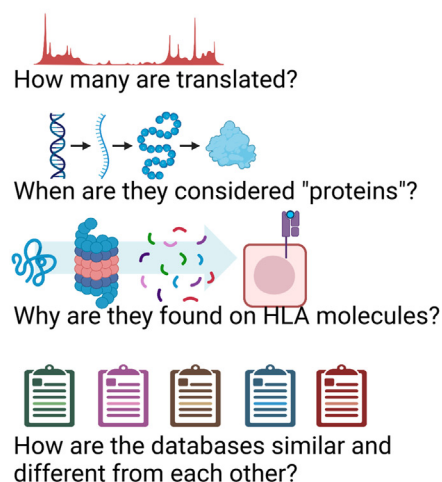 How many are translated?
When are they considered "proteins"?
Why are they found on HLA molecules?
How are the databases similar and
different from each other?